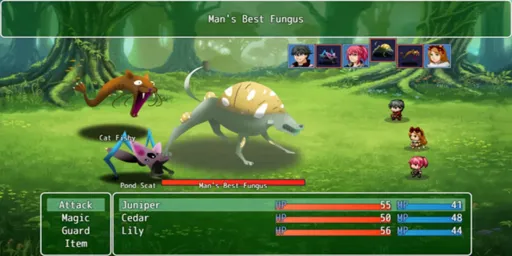 Man's Best Fungus
Cat Fishy
Pond Scat
Man's Best Fungus
Attack
Magic
Guard
Item
Juniper HP 55 MP 41
Cedar HP 50 MP 48
Lily HP 56 MP 44